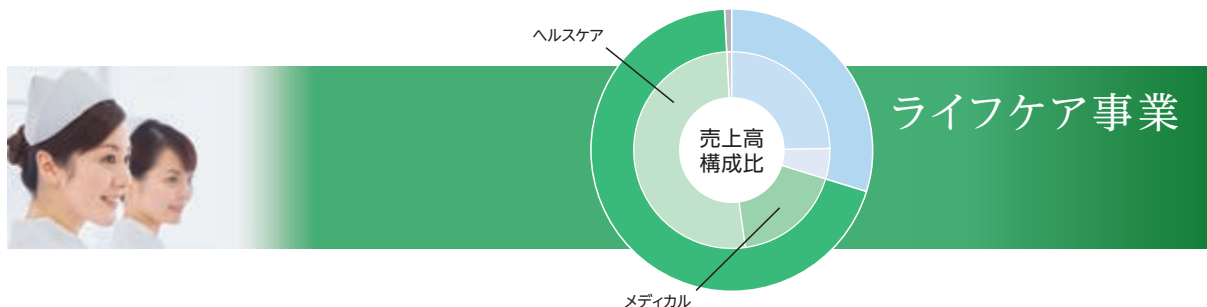 ヘルスケア
ライフケア事業
売上高
構成比
メディカル